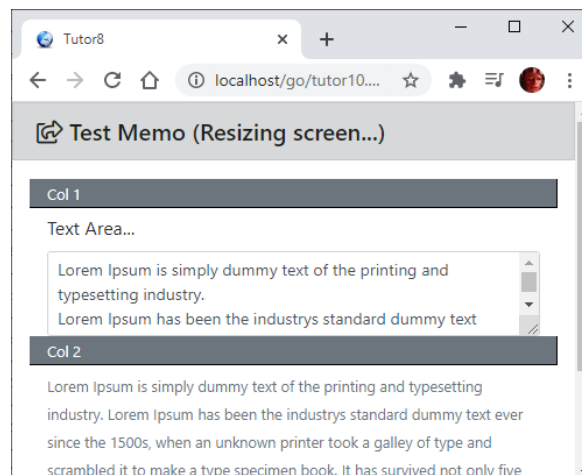 Tutor8
localhost/go/tutor10....
Test Memo (Resizing screen...)
Col 1
Text Area...
Lorem Ipsum is simply dummy text of the printing and
typesetting industry.
Lorem Ipsum has been the industrys standard dummy text
Col 2
Lorem Ipsum is simply dummy text of the printing and typesetting
industry. Lorem Ipsum has been the industrys standard dummy text ever
since the 1500s, when an unknown printer took a galley of type and
scrambled it to make a type specimen book. It has survived not only five